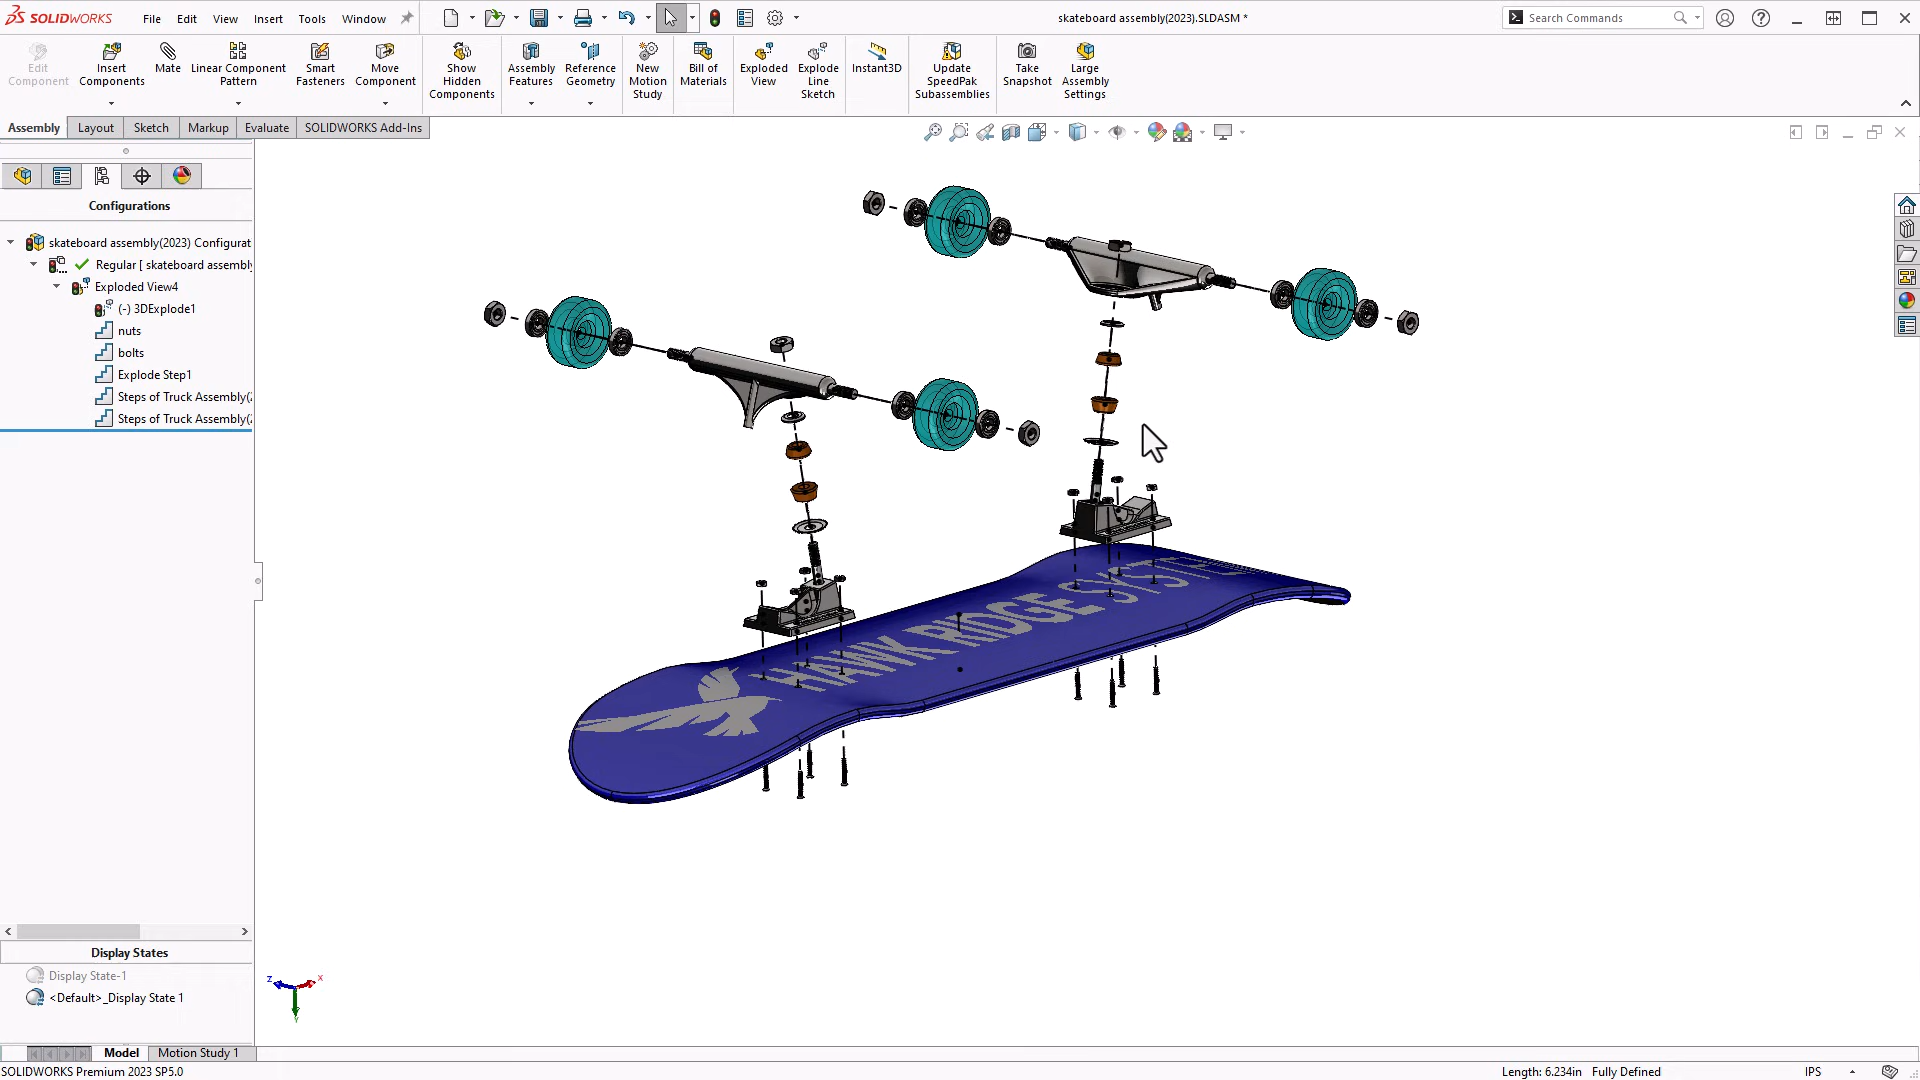 SOLIDWORKS
File Edit View Insert Tools Window
skateboard assembly(2023).SLDASM *
Search Commands
Edit Component
Insert Components
Mate
Linear Component Pattern
Smart Fasteners
Move Component
Show Hidden Components
Assembly Features
Reference Geometry
New Motion Study
Bill of Materials
Exploded View
Explode Line Sketch
Instant3D
Update SpeedPak Subassemblies
Take Snapshot
Large Assembly Settings
Assembly Layout Sketch Markup Evaluate SOLIDWORKS Add-Ins
Configurations
skateboard assembly(2023) Configurat
Regular [ skateboard assembly
Exploded View4
(-) 3DExplode1
nuts
bolts
Explode Step1
Steps of Truck Assembly(
Steps of Truck Assembly(
HAWK RIDGE SYST
Display States
Display State-1
<Default>_Display State 1
Z X
Y
Model Motion Study 1
SOLIDWORKS Premium 2023 SP5.0
Length: 6.234in Fully Defined IPS